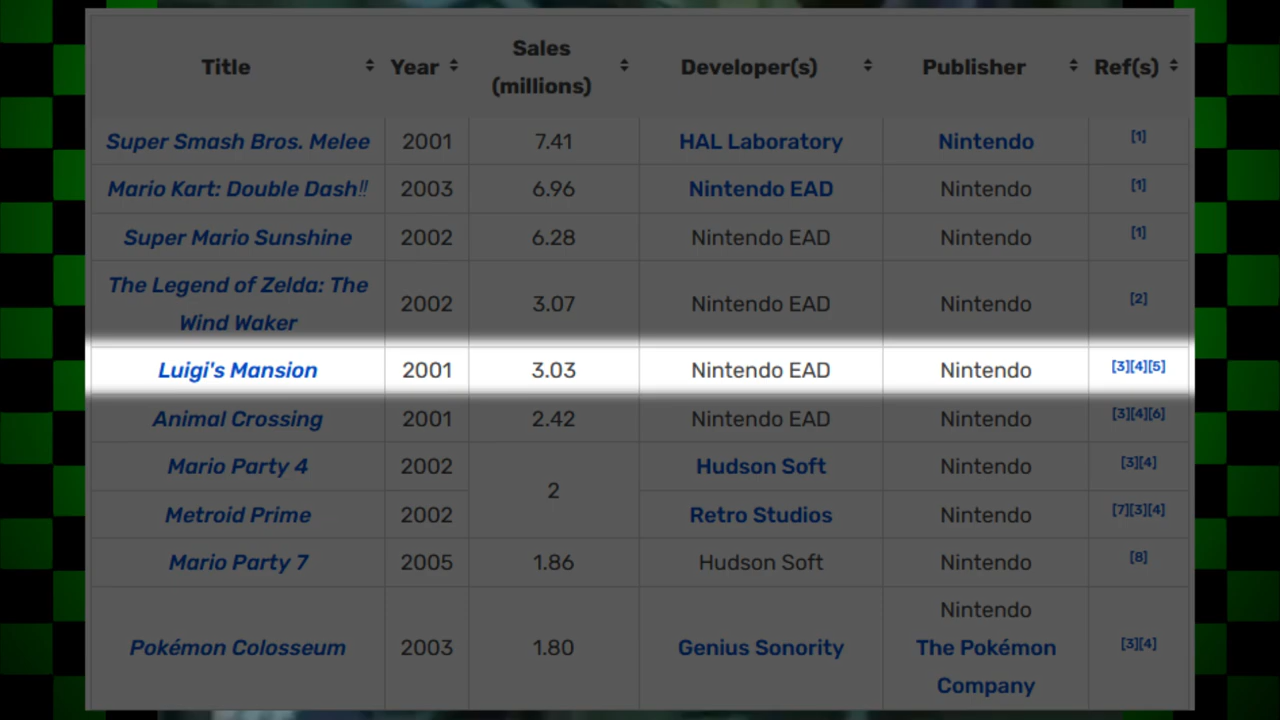 Title Year Sales (millions) Developer(s) Publisher Ref(s)
Super Smash Bros. Melee 2001 7.41 HAL Laboratory Nintendo [1]
Mario Kart: Double Dash!! 2003 6.96 Nintendo EAD Nintendo [1]
Super Mario Sunshine 2002 6.28 Nintendo EAD Nintendo [1]
The Legend of Zelda: The Wind Waker 2002 3.07 Nintendo EAD Nintendo [2]
Luigi's Mansion 2001 3.03 Nintendo EAD Nintendo [3][4][5]
Animal Crossing 2001 2.42 Nintendo EAD Nintendo [3][4][6]
Mario Party 4 2002 2 Hudson Soft Nintendo [3][4]
Metroid Prime 2002 Retro Studios Nintendo [7][3][4]
Mario Party 7 2005 1.86 Hudson Soft Nintendo [8]
Pokémon Colosseum 2003 1.80 Genius Sonority Nintendo The Pokémon Company [3][4]